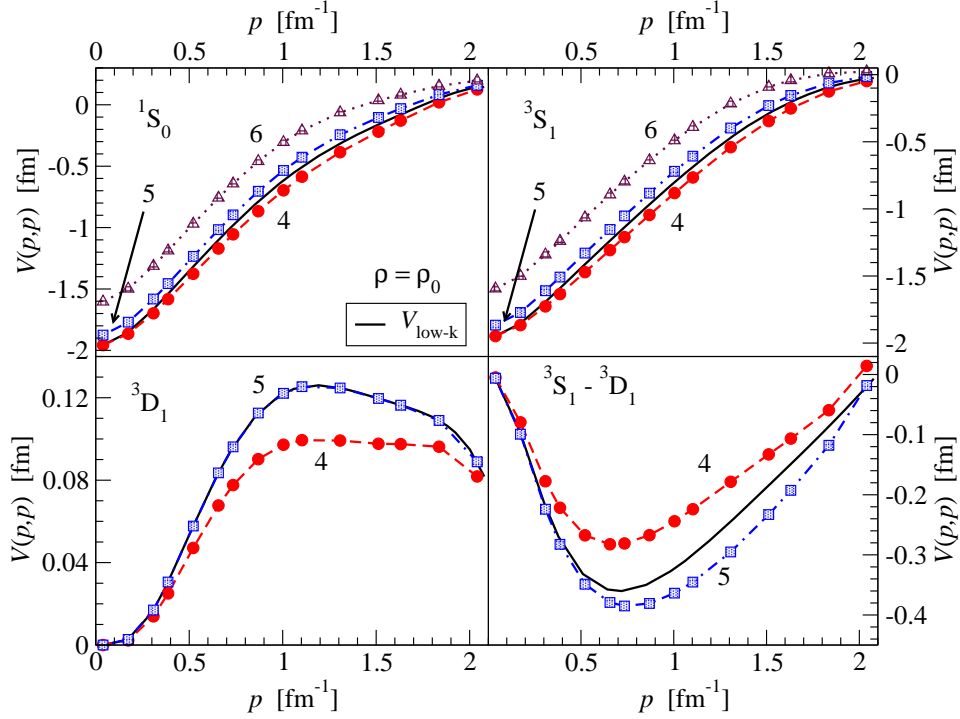 p [fm⁻¹]
p [fm⁻¹]
0 0.5 1 1.5 2
0.5 1 1.5 2
0
-0.5
-1
-1.5
-2
V(p,p) [fm]
¹S₀
6
5
4
ρ = ρ₀
V_low-k
³S₁
6
5
4
0
-0.5
-1
-1.5
-2
V(p,p) [fm]
0.12
0.08
0.04
0
V(p,p) [fm]
³D₁
5
4
³S₁ - ³D₁
4
5
0
-0.1
-0.2
-0.3
-0.4
V(p,p) [fm]
0 0.5 1 1.5 2
0.5 1 1.5 2
p [fm⁻¹]
p [fm⁻¹]